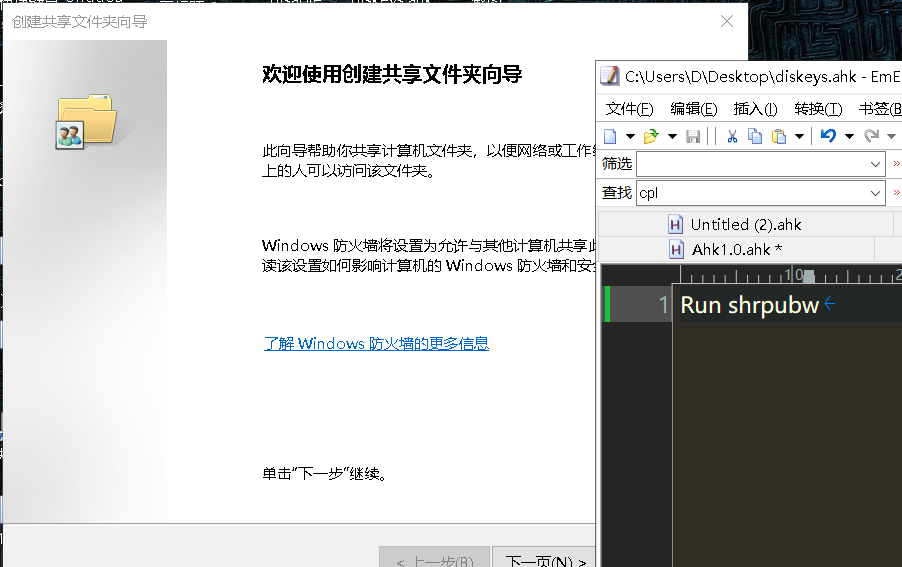 创建共享文件夹向导
欢迎使用创建共享文件夹向导
此向导帮助你共享计算机文件夹，以便网络或工作
上的人可以访问该文件夹。
Windows 防火墙将设置为允许与其他计算机共享
读该设置如何影响计算机的 Windows 防火墙和安
了解 Windows 防火墙的更多信息
单击"下一步"继续。
< 上一步(B)
下一页(N) >
C:\Users\D\Desktop\diskeys.ahk - EmE
文件(F) 编辑(E) 插入(I) 转换(T) 书签(B
筛选
查找 cpl
Untitled (2).ahk
Ahk1.0.ahk *
10 2
1 Run shrpubw